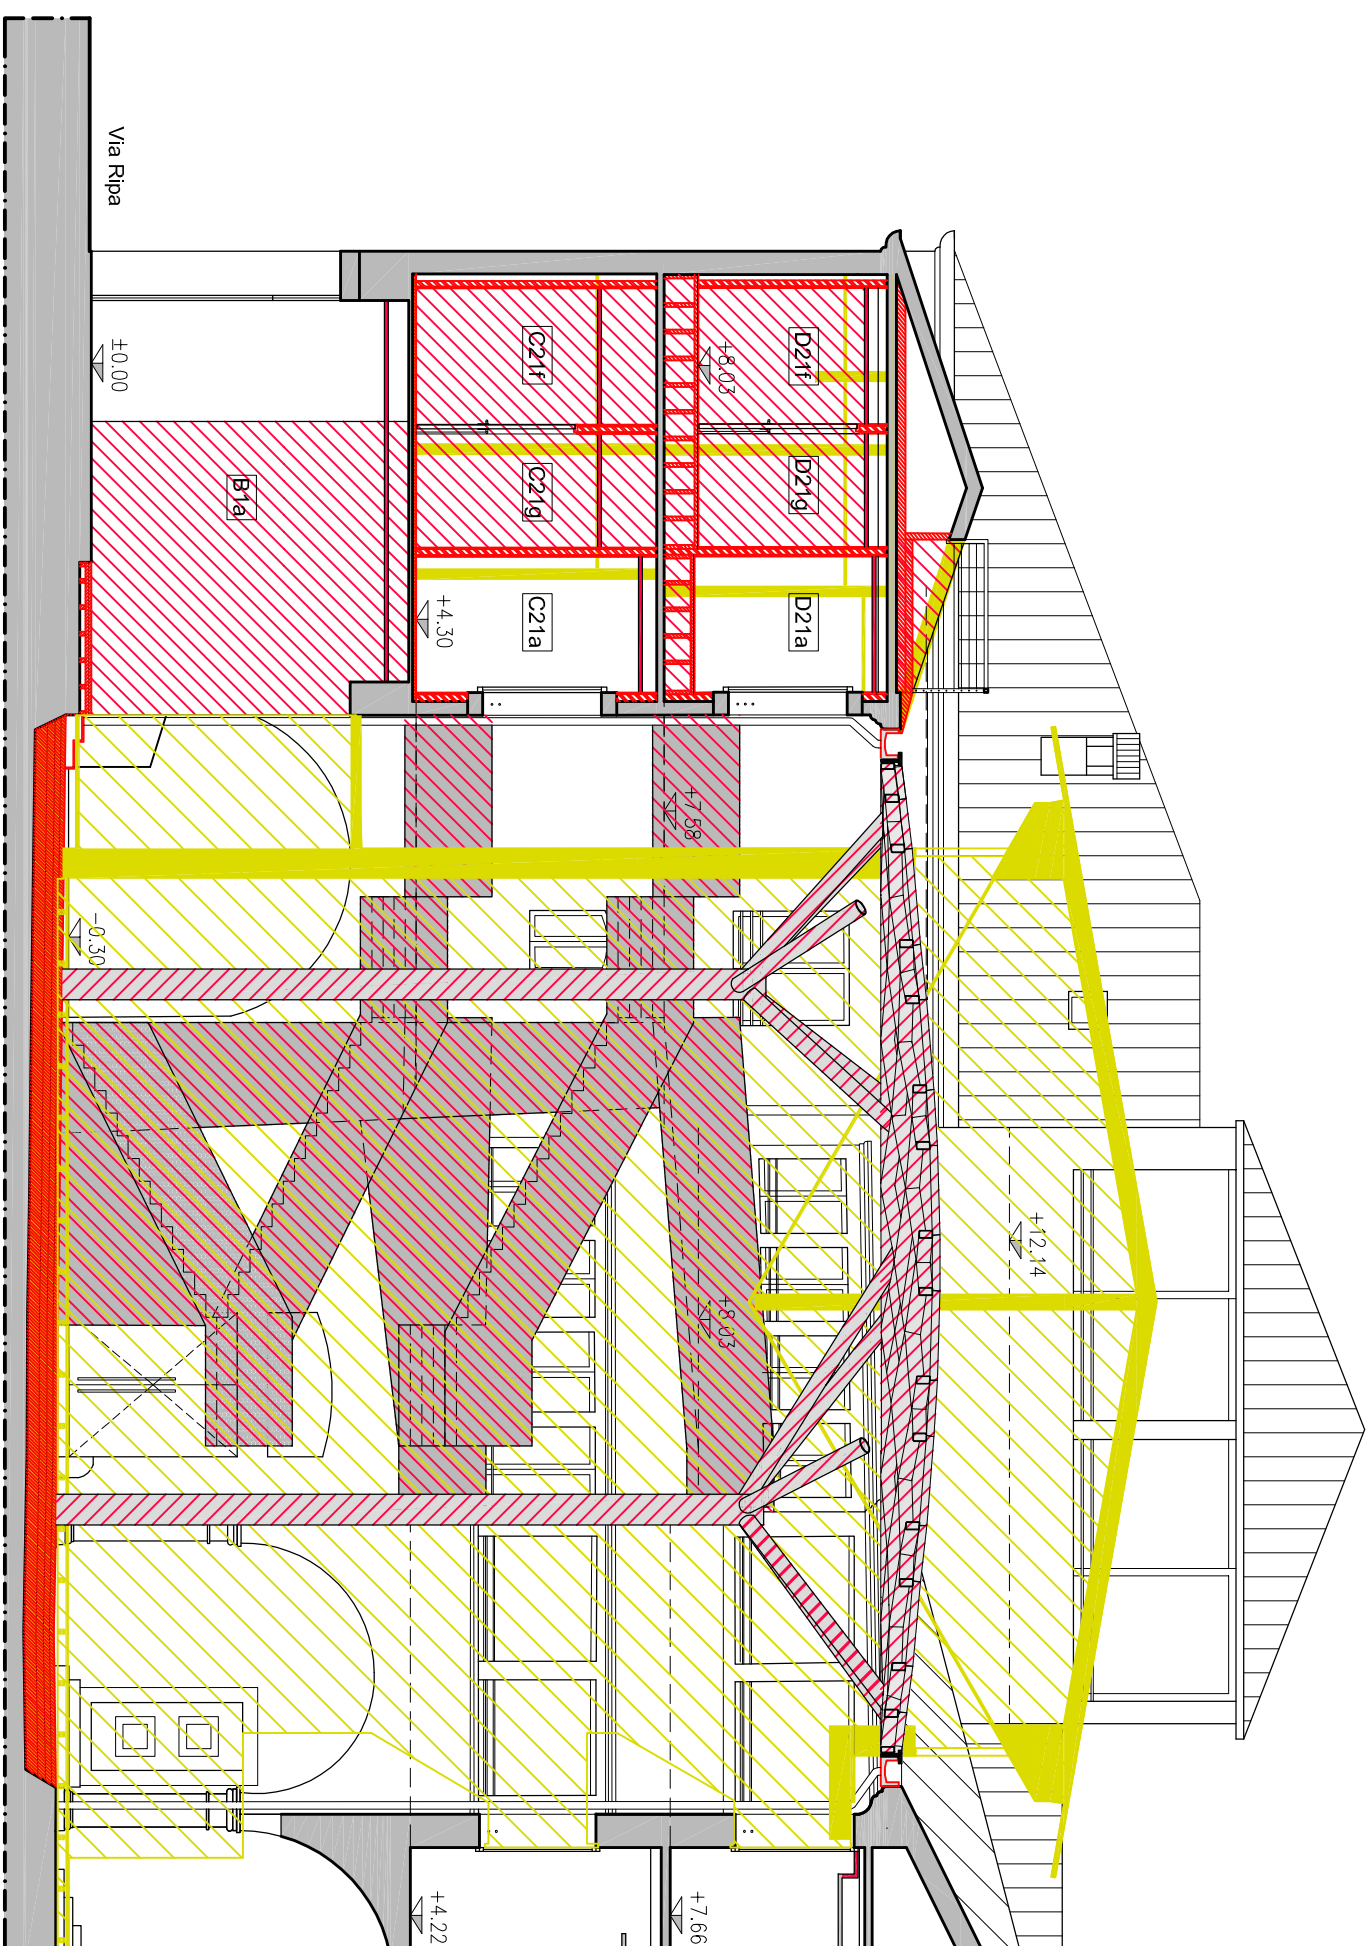 Via Ripa
±0.00
B1a
C21f
C21g
C21a
+4.30
D21f
+8.03
D21g
D21a
+7.58
-0.30
+12.14
+8.03
+4.22
+7.66